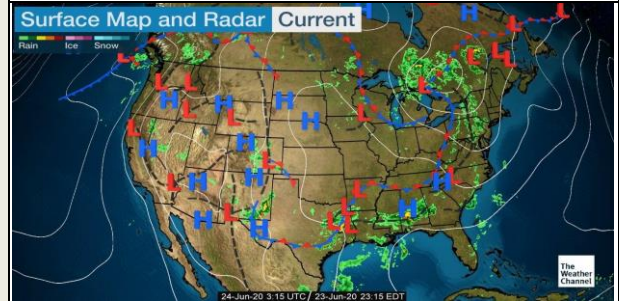 Surface Map and Radar Current
Rain Ice Snow
L L
H
L L
L
L L
L L H H
H L H
L L
L H
H L
H L
L H H L H L
H L H L
L H
The
Weather
Channel
24-Jun-20 3:15 UTC / 23-Jun-20 23:15 EDT